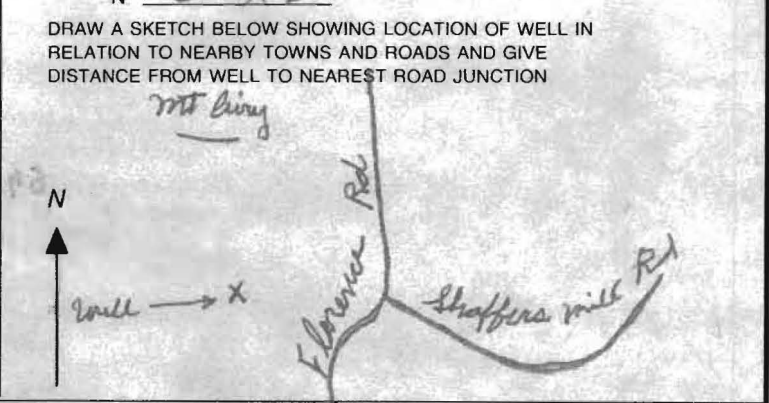 N
DRAW A SKETCH BELOW SHOWING LOCATION OF WELL IN
RELATION TO NEARBY TOWNS AND ROADS AND GIVE
DISTANCE FROM WELL TO NEAREST ROAD JUNCTION
Mt Airy
N
Well X
Florence Rd
Shaffers mill Rd